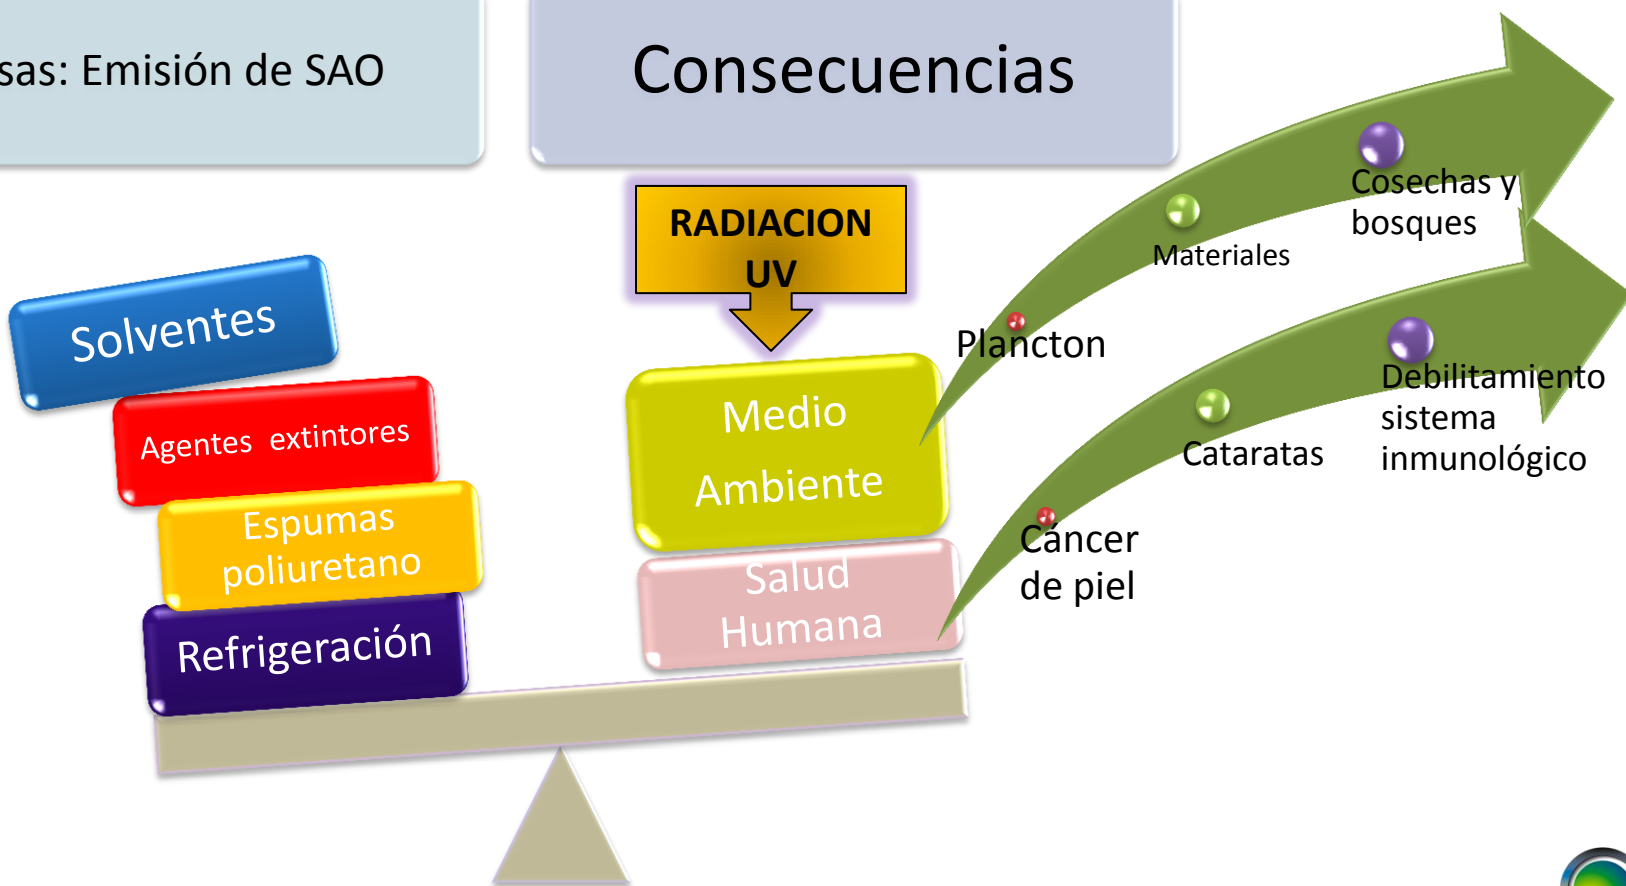 sas: Emisión de SAO
Consecuencias
RADIACION
UV
Solventes
Agentes extintores
Espumas
poliuretano
Refrigeración
Medio
Ambiente
Salud
Humana
Plancton
Materiales
Cosechas y
bosques
Cáncer
de piel
Cataratas
Debilitamiento
sistema
inmunológico